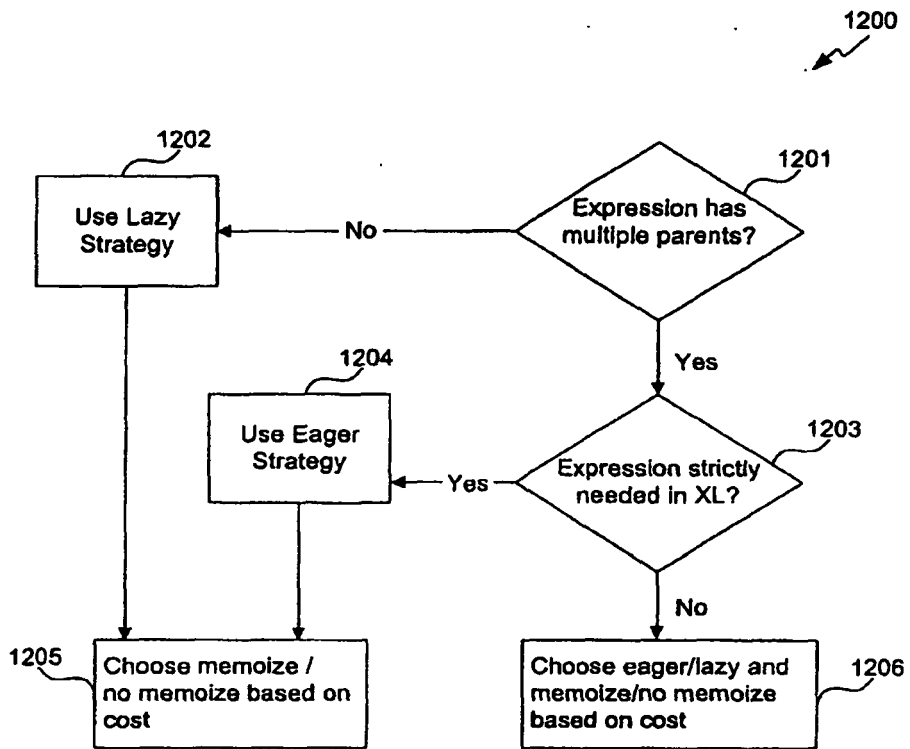 1200
1202
1201
Use Lazy
Strategy
No
Expression has
multiple parents?
Yes
1204
1203
Use Eager
Strategy
Yes
Expression strictly
needed in XL?
No
1205
Choose memoize /
no memoize based on
cost
Choose eager/lazy and
memoize/no memoize
based on cost
1206